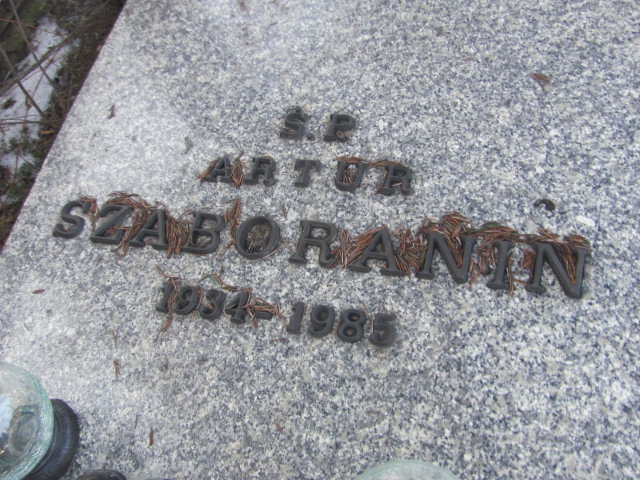 S.P.
ARTUR
SZABORANIN
1934-1985